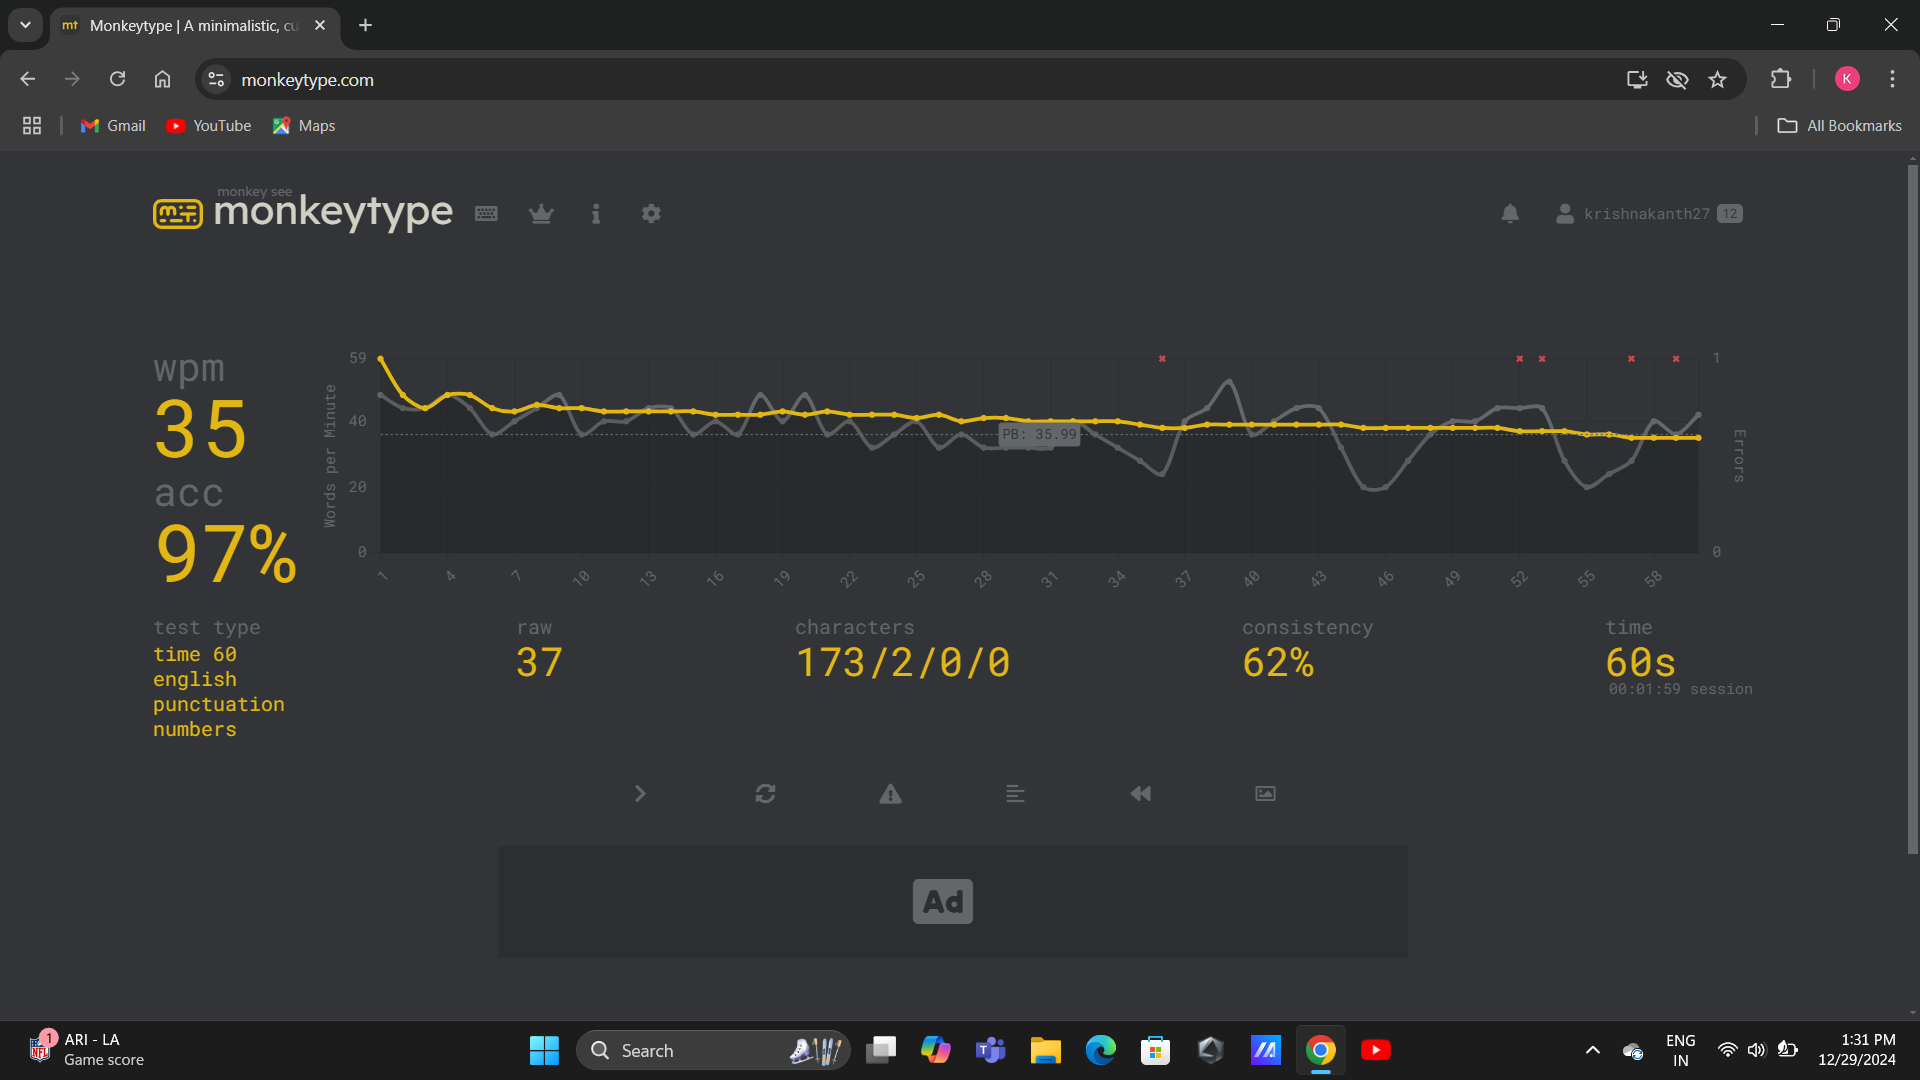 mt Monkeytype | A minimalistic, cu
monkeytype.com
K
Gmail YouTube Maps All Bookmarks
monkey see
monkeytype
krishnakanth27 12
wpm
35
acc
97%
Words per Minute
59
40
20
0
PB: 35.99
1
0
Errors
1 4 7 10 13 16 19 22 25 28 31 34 37 40 43 46 49 52 55 58
test type
time 60
english
punctuation
numbers
raw
37
characters
173/2/0/0
consistency
62%
time
60s
00:01:59 session
Ad
1
NFL
ARI - LA
Game score
Search
ENG
IN
1:31 PM
12/29/2024